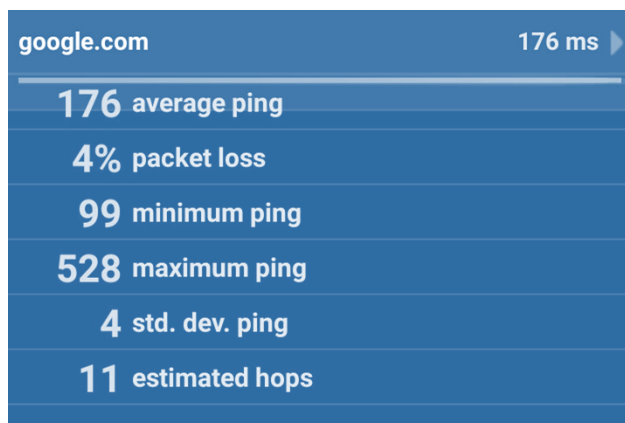 google.com 176 ms
176 average ping
4% packet loss
99 minimum ping
528 maximum ping
4 std. dev. ping
11 estimated hops